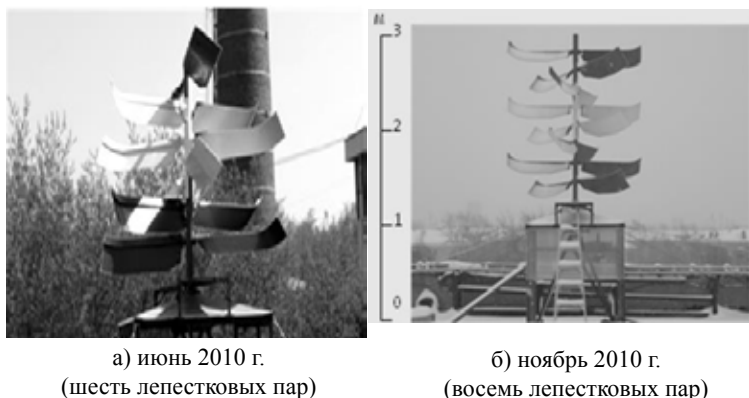 м
3
2
1
0
а) июнь 2010 г.
(шесть лепестковых пар)
б) ноябрь 2010 г.
(восемь лепестковых пар)